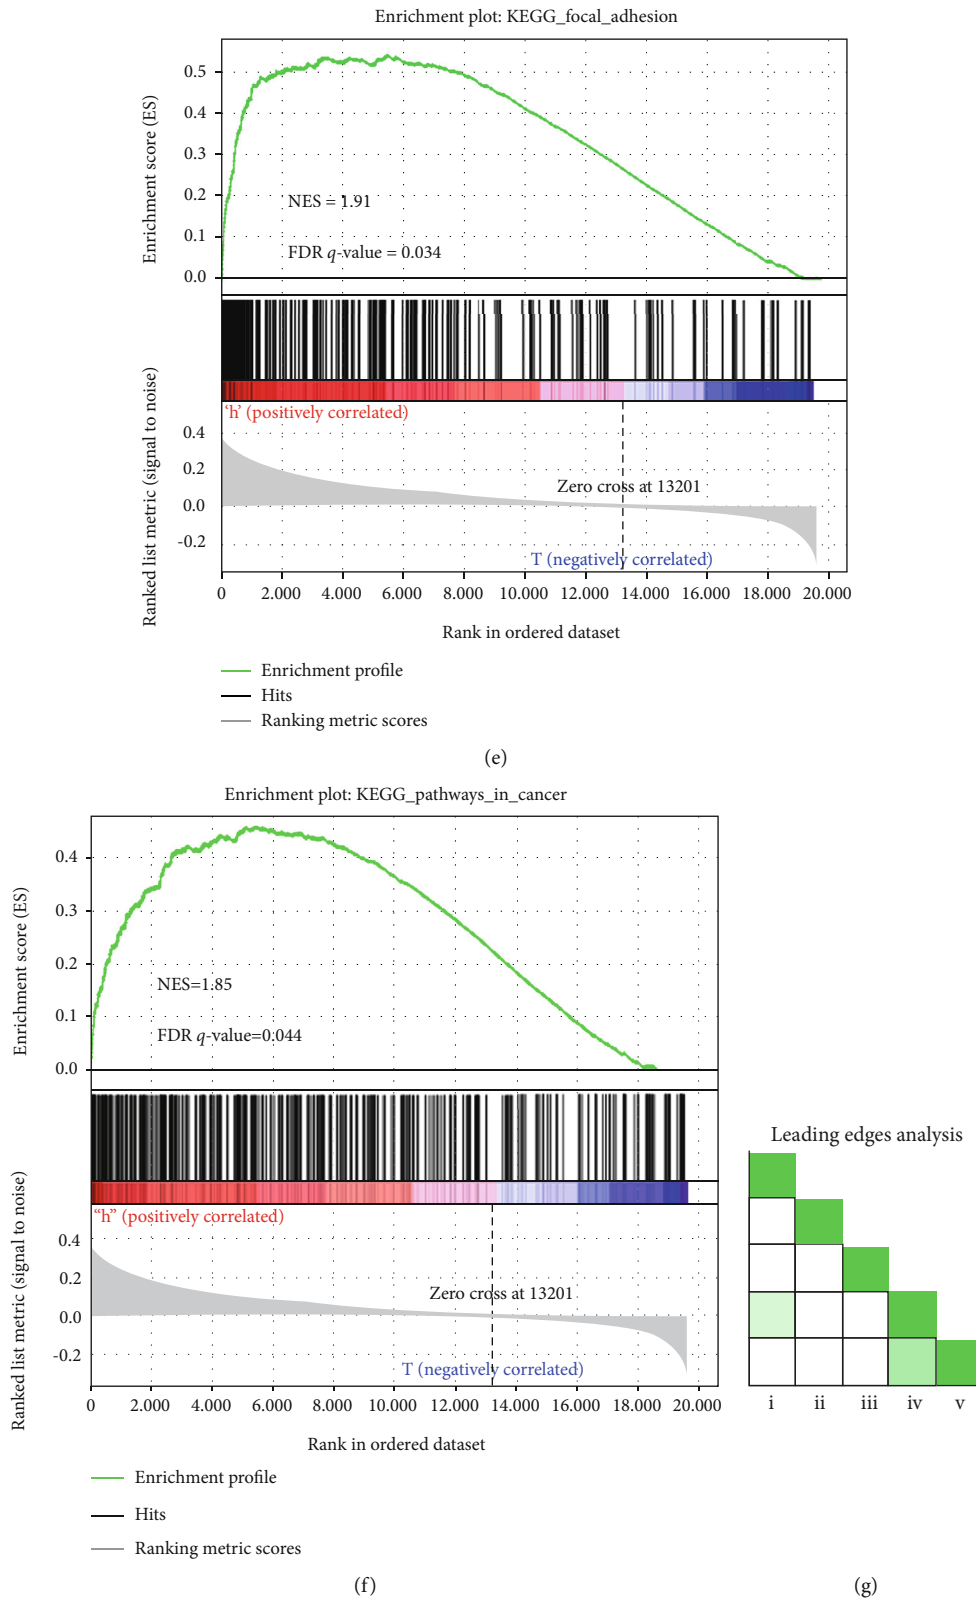 Enrichment plot: KEGG_focal_adhesion
Enrichment score (ES)
0.5
0.4
0.3
0.2
0.1
0.0
NES = 1.91
FDR q-value = 0.034
Ranked list metric (signal to noise)
'h' (positively correlated)
0.4
0.2
0.0
-0.2
Zero cross at 13201
T (negatively correlated)
0 2.000 4.000 6.000 8.000 10.000 12.000 14.000 16.000 18.000 20.000
Rank in ordered dataset
Enrichment profile
Hits
Ranking metric scores
(e)
Enrichment plot: KEGG_pathways_in_cancer
Enrichment score (ES)
0.4
0.3
0.2
0.1
0.0
NES=1.85
FDR q-value=0.044
Ranked list metric (signal to noise)
"h" (positively correlated)
0.4
0.2
0.0
-0.2
Zero cross at 13201
T (negatively correlated)
0 2.000 4.000 6.000 8.000 10.000 12.000 14.000 16.000 18.000 20.000
Rank in ordered dataset
Enrichment profile
Hits
Ranking metric scores
(f)
Leading edges analysis
i ii iii iv v
(g)